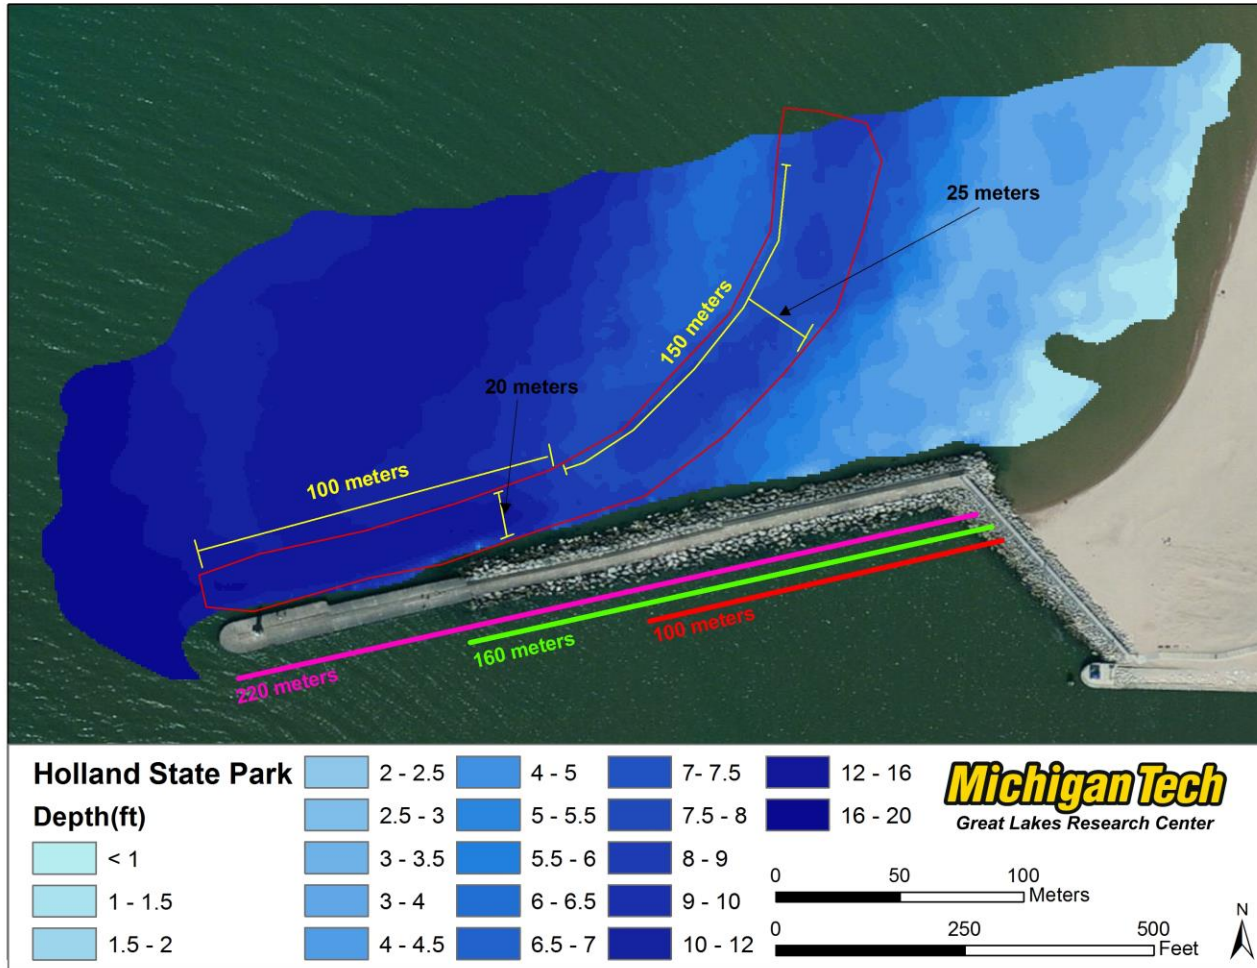 25 meters
150 meters
20 meters
100 meters
100 meters
160 meters
220 meters
Holland State Park
Depth(ft)
< 1
1 - 1.5
1.5 - 2
2 - 2.5
2.5 - 3
3 - 3.5
3 - 4
4 - 4.5
4 - 5
5 - 5.5
5.5 - 6
6 - 6.5
6.5 - 7
7- 7.5
7.5 - 8
8 - 9
9 - 10
10 - 12
12 - 16
16 - 20
Michigan Tech
Great Lakes Research Center
0 50 100
Meters
0 250 500
Feet
N